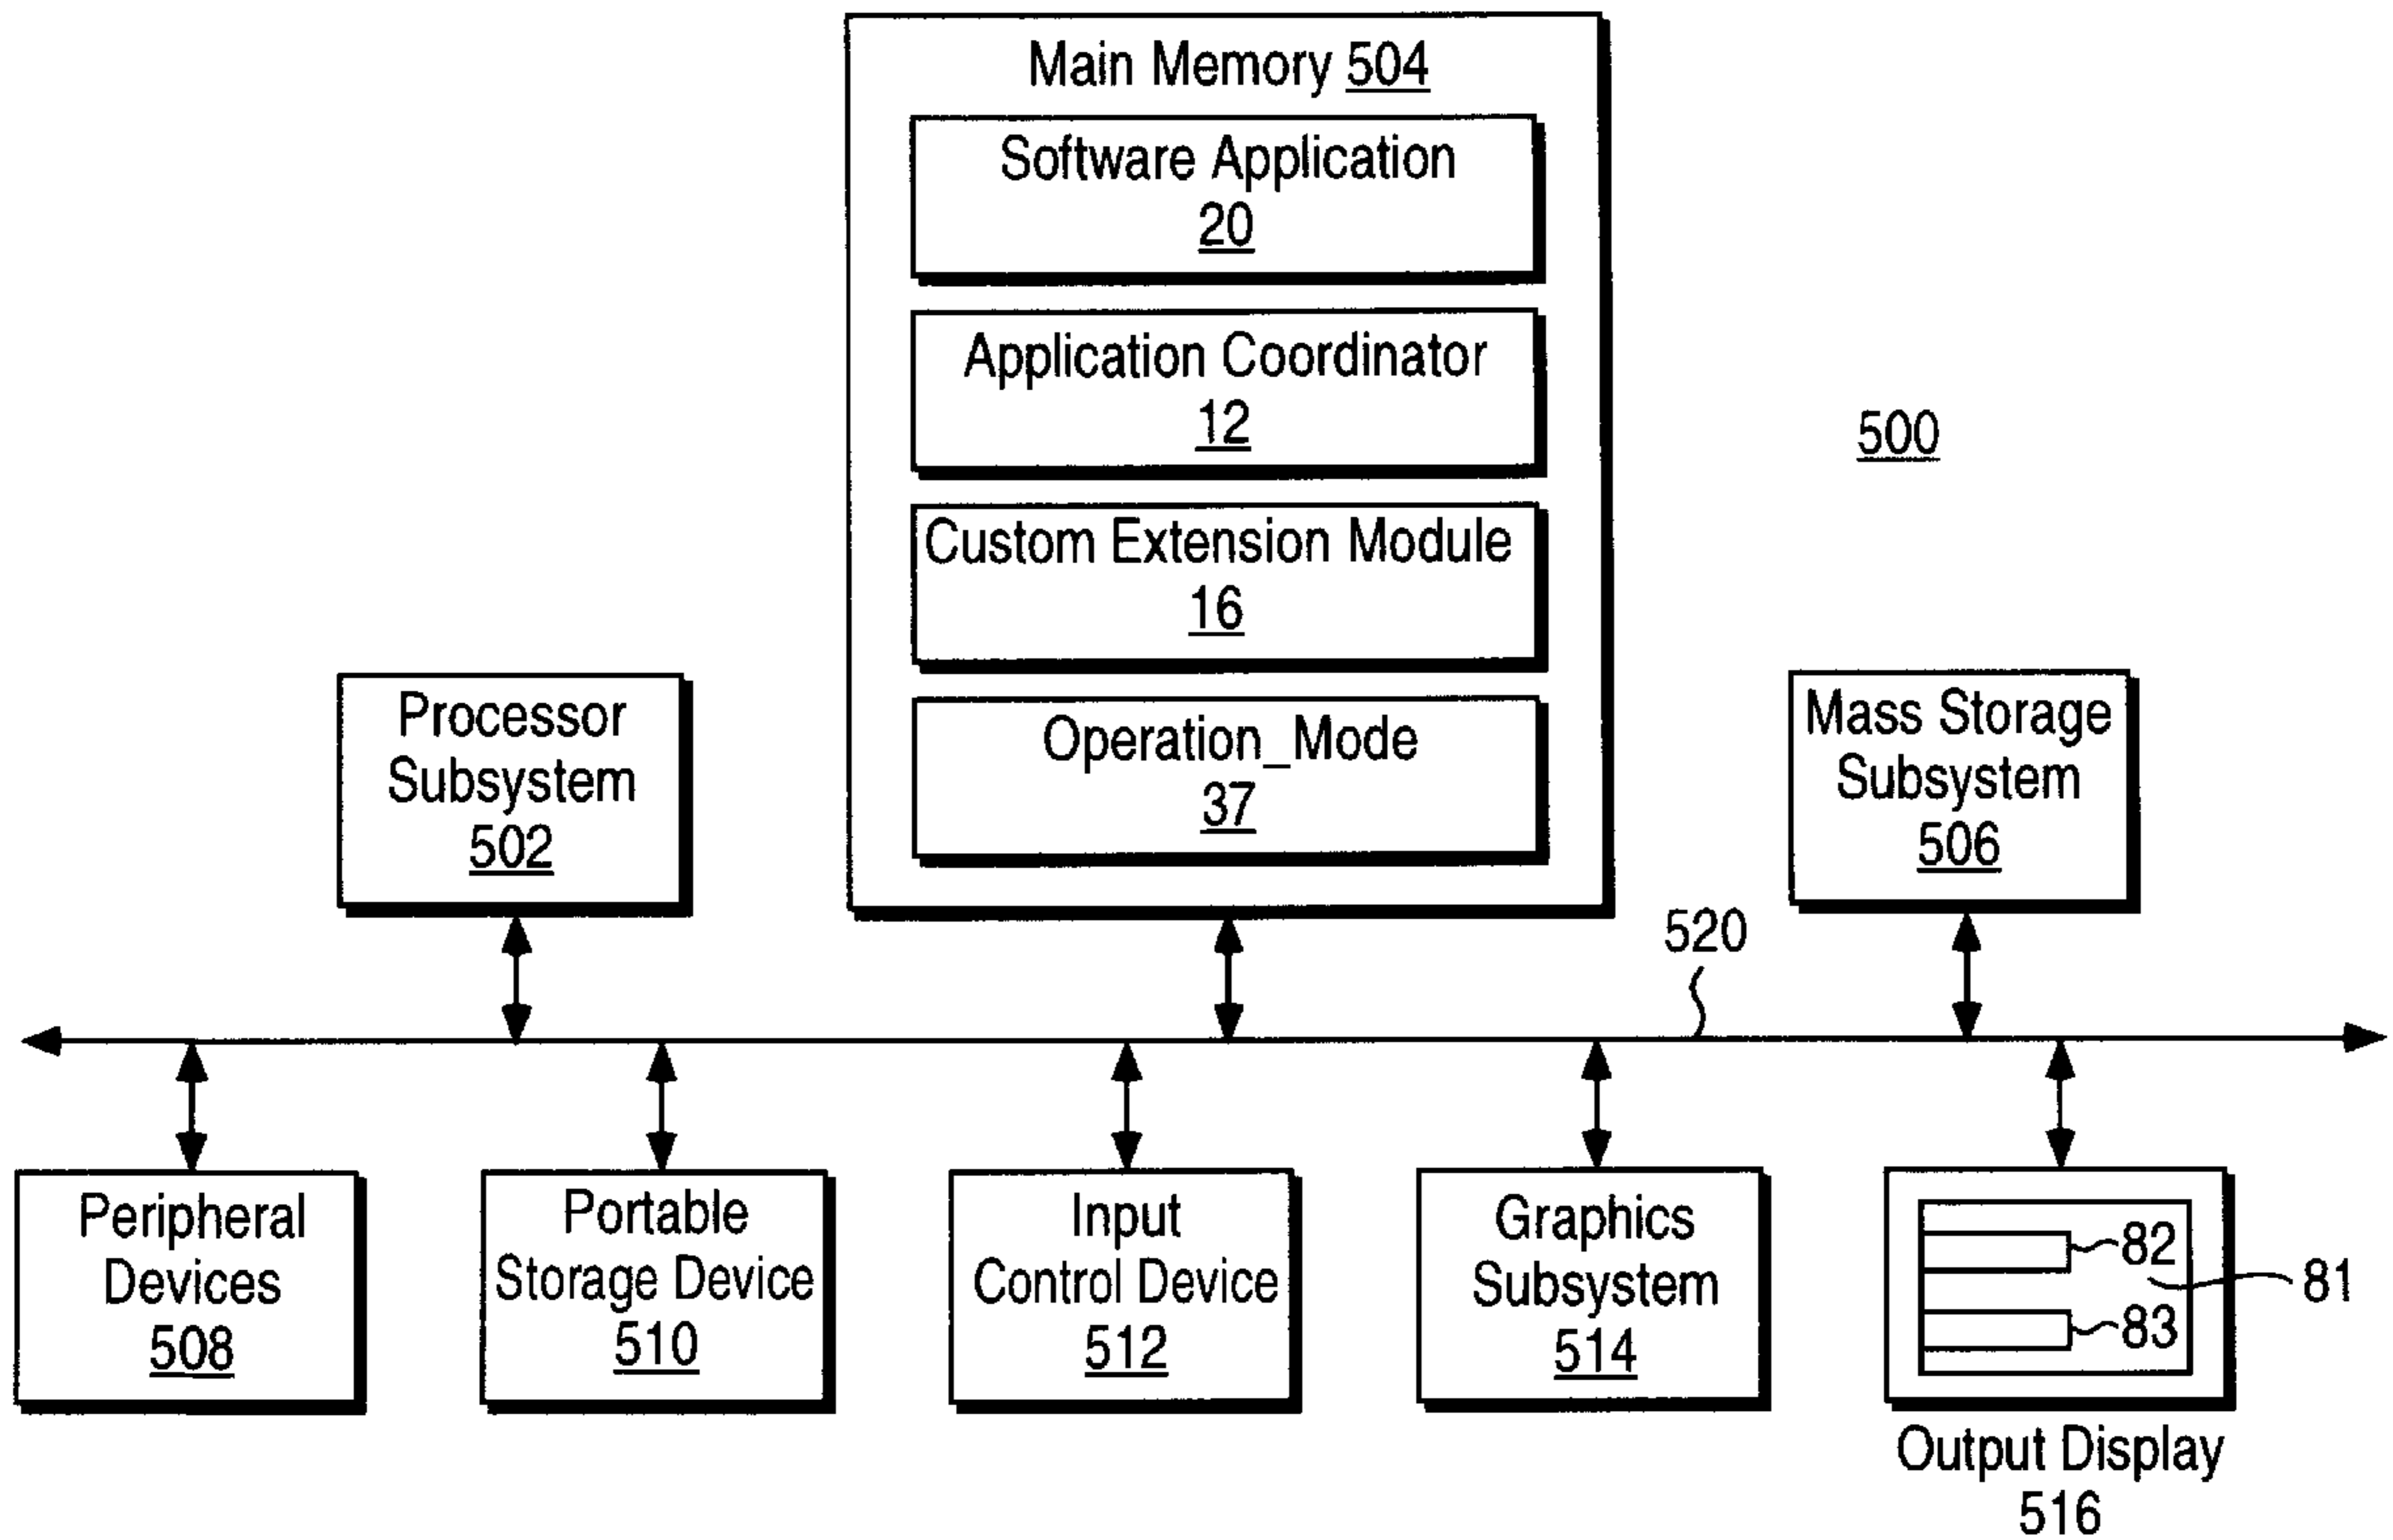 Main Memory 504
Software Application
20
Application Coordinator
12
500
Custom Extension Module
16
Operation_Mode
37
Processor
Subsystem
502
Mass Storage
Subsystem
506
520
Peripheral
Devices
508
Portable
Storage Device
510
Input
Control Device
512
Graphics
Subsystem
514
82
81
83
Output Display
516